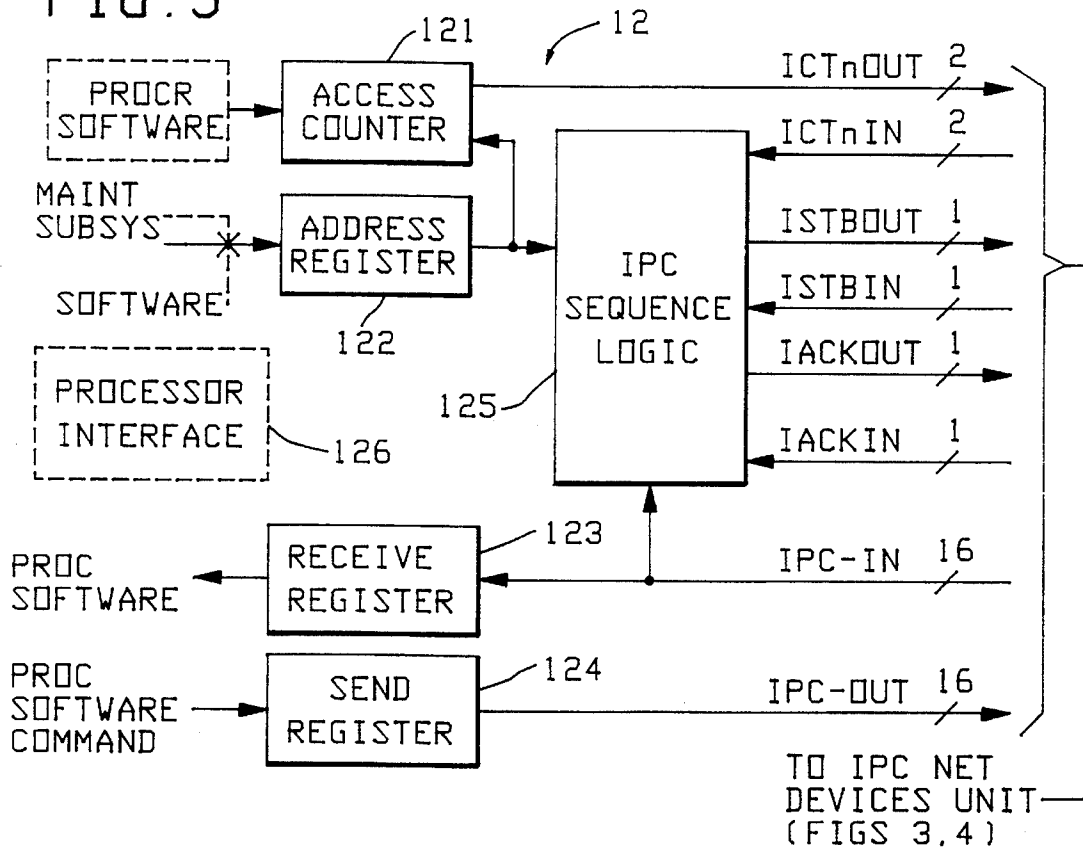 121
12
PROCR
SOFTWARE
ACCESS
COUNTER
ICTnOUT 2
ICTnIN 2
MAINT
SUBSYS
SOFTWARE
ADDRESS
REGISTER
122
IPC
SEQUENCE
LOGIC
125
ISTBOUT 1
ISTBIN 1
IACKOUT 1
IACKIN 1
PROCESSOR
INTERFACE
126
PROC
SOFTWARE
RECEIVE
REGISTER
123
IPC-IN 16
PROC
SOFTWARE
COMMAND
SEND
REGISTER
124
IPC-OUT 16
TO IPC NET
DEVICES UNIT
(FIGS 3,4)